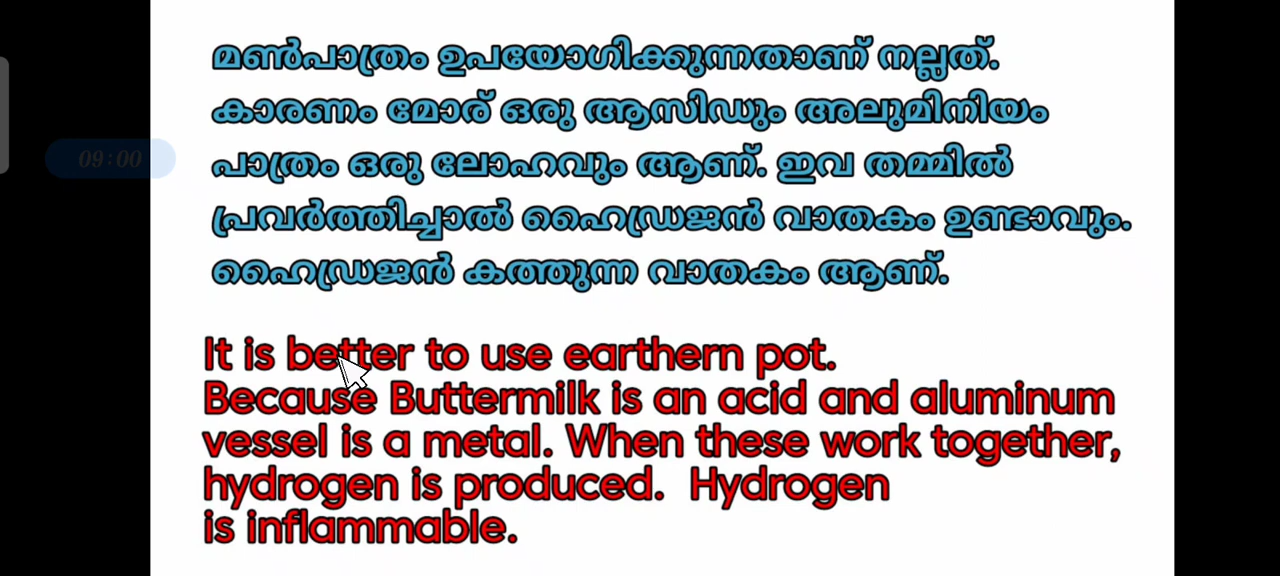 മൺപാത്രം ഉപയോഗിക്കുന്നതാണ് നല്ലത്.
കാരണം മോര് ഒരു ആസിഡും അലുമിനിയം
09:00
പാത്രം ഒരു ലോഹവും ആണ്. ഇവ തമ്മിൽ
പ്രവർത്തിച്ചാൽ ഹൈഡ്രജൻ വാതകം ഉണ്ടാവും.
ഹൈഡ്രജൻ കത്തുന്ന വാതകം ആണ്.
It is better to use earthern pot.
Because Buttermilk is an acid and aluminum
vessel is a metal. When these work together,
hydrogen is produced. Hydrogen
is inflammable.